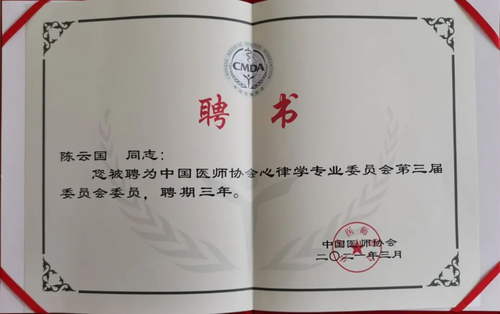 CMDA
聘 书
陈云国 同志：
您被聘为中国医师协会心律学专业委员会第三届
委员会委员，聘期三年。
中国医师协会
二〇二一年三月